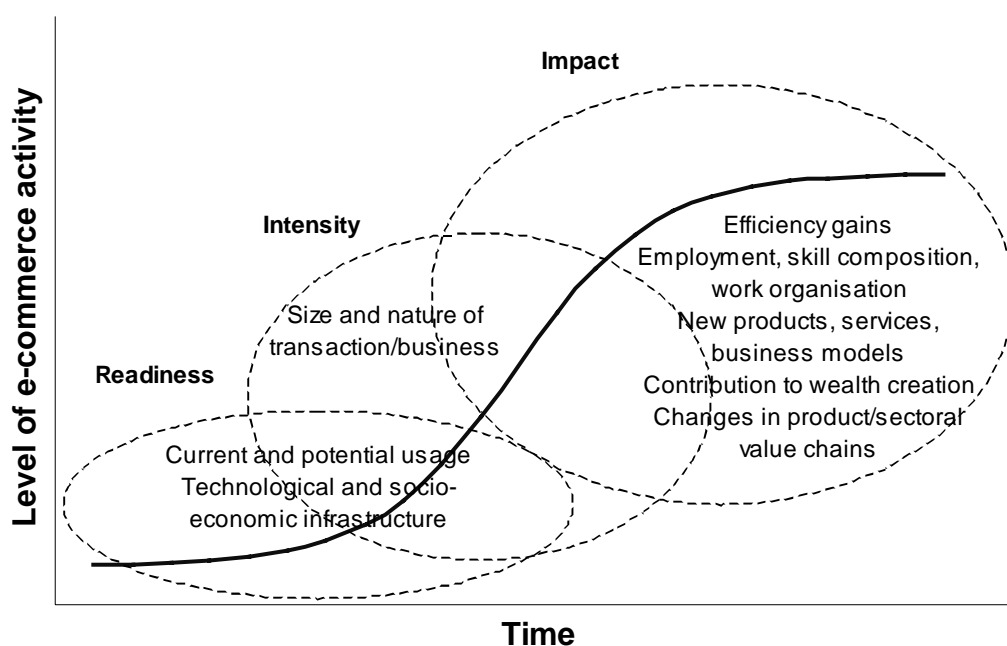 Impact
Level of e-commerce activity
Intensity
Efficiency gains
Employment, skill composition,
work organisation
New products, services,
business models
Contribution to wealth creation
Changes in product/sectoral
value chains
Size and nature of
transaction/business
Readiness
Current and potential usage
Technological and socio-
economic infrastructure
Time